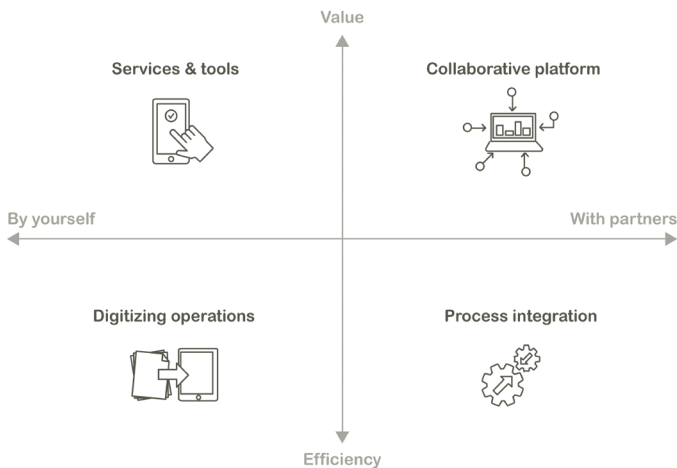 Value
Services & tools
Collaborative platform
By yourself
With partners
Digitizing operations
Process integration
Efficiency